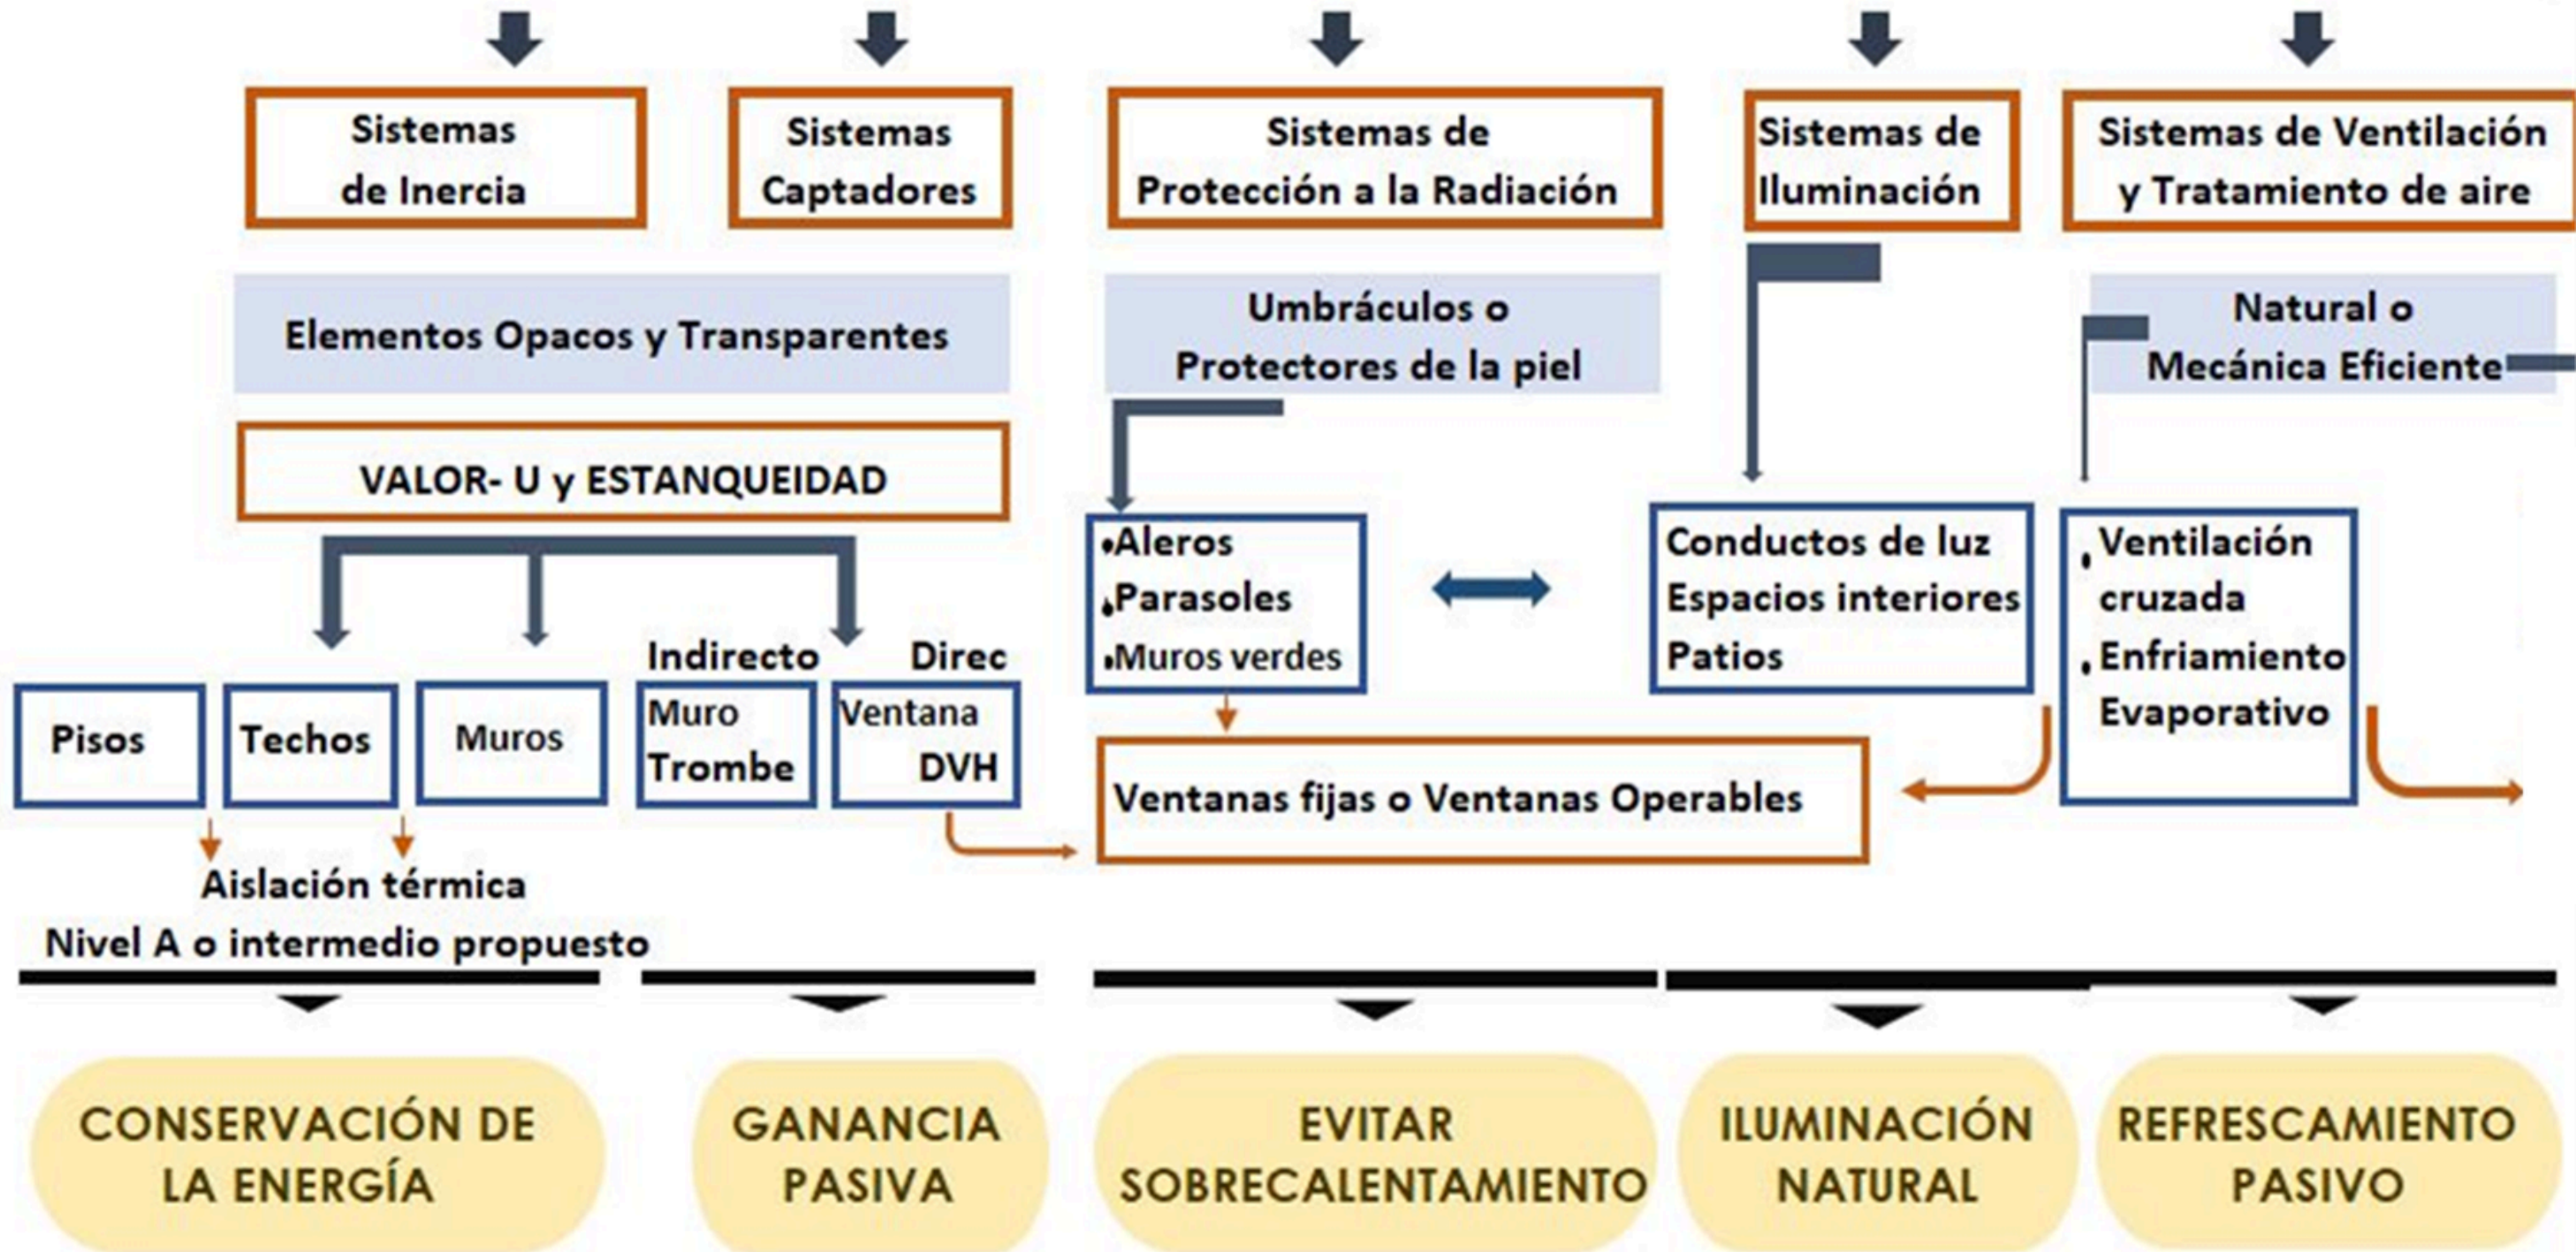 Sistemas
de Inercia
Sistemas
Captadores
Sistemas de
Protección a la Radiación
Sistemas de
Iluminación
Sistemas de Ventilación
y Tratamiento de aire
Elementos Opacos y Transparentes
Umbráculos o
Protectores de la piel
Natural o
Mecánica Eficiente
VALOR- U y ESTANQUEIDAD
•Aleros
•Parasoles
•Muros verdes
Conductos de luz
Espacios interiores
Patios
• Ventilación
cruzada
• Enfriamiento
Evaporativo
Indirecto
Direc
Pisos
Techos
Muros
Muro
Trombe
Ventana
DVH
Ventanas fijas o Ventanas Operables
Aislación térmica
Nivel A o intermedio propuesto
CONSERVACIÓN DE
LA ENERGÍA
GANANCIA
PASIVA
EVITAR
SOBRECALENTAMIENTO
ILUMINACIÓN
NATURAL
REFRESCAMIENTO
PASIVO